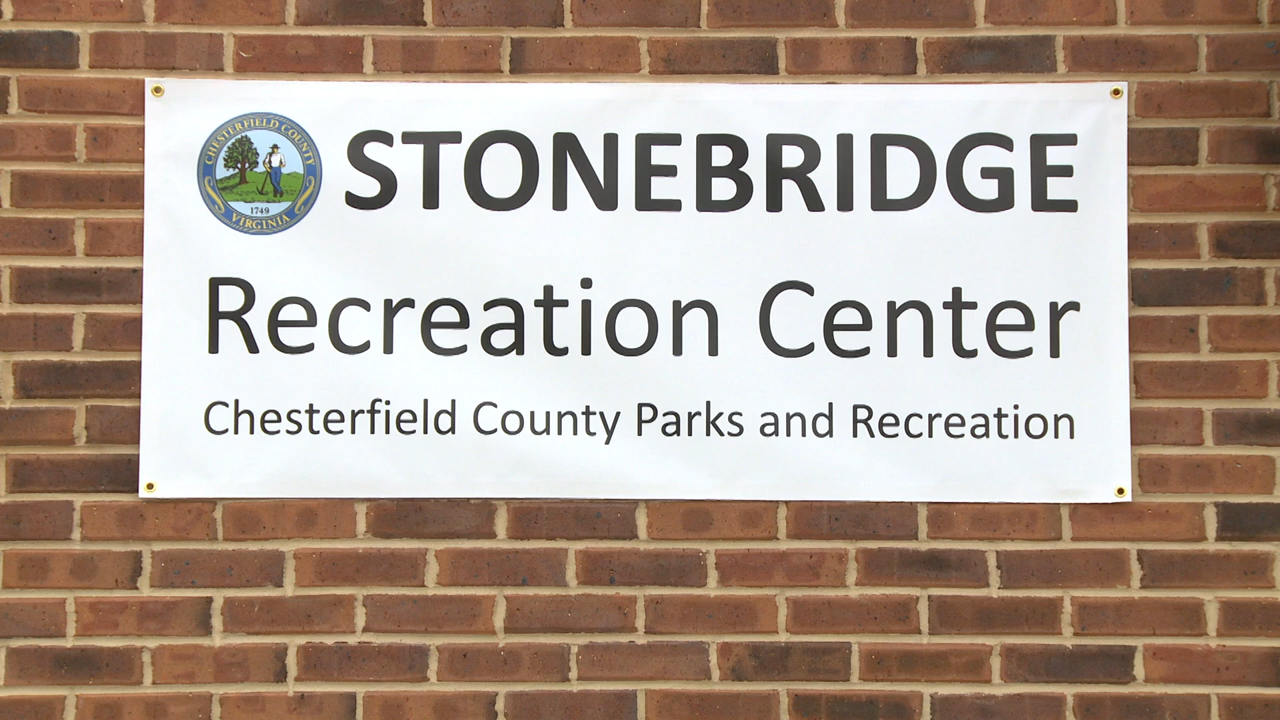 CHESTERFIELD COUNTY
1749
VIRGINIA
STONEBRIDGE
Recreation Center
Chesterfield County Parks and Recreation